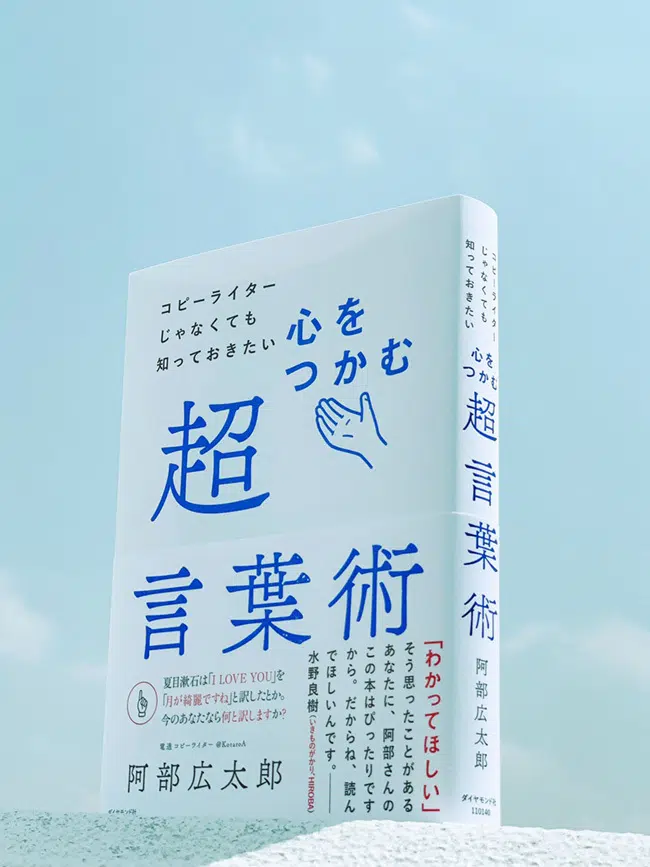 コピーライター
じゃなくても
知っておきたい
心を
つかむ
超
言葉術
夏目漱石は「I LOVE YOU」を
「月が綺麗ですね」と訳したとか。
今のあなたなら何と訳しますか?
電通 コピーライター @KotaroA
阿部広太郎
ダイヤモンド社
「わかってほしい」
そう思ったことがある
あなたに、阿部さんの
この本はぴったりです
から。だからね、読ん
でほしいんです。――
水野良樹(いきものがかり、HIROBA)
コピーライター
じゃなくても
知っておきたい
心を
つかむ
超言葉術
阿部広太郎
ダイヤモンド社
110140